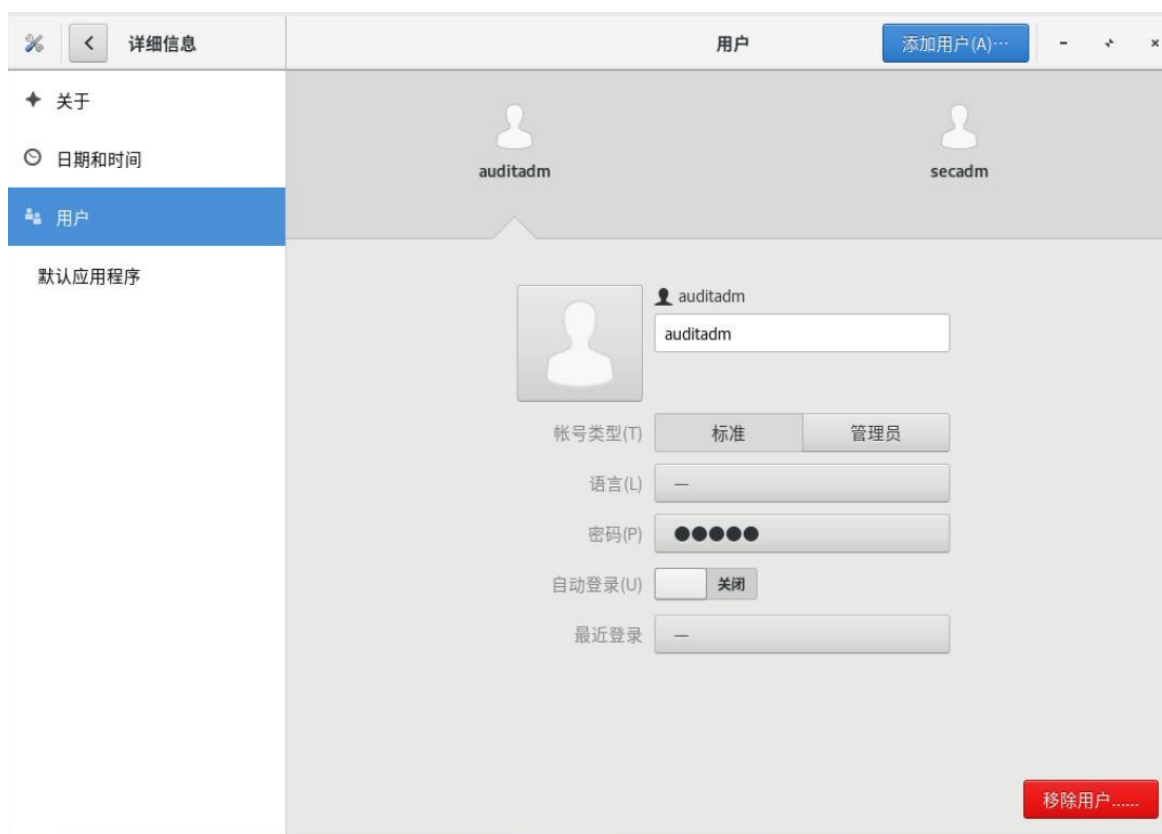 详细信息
用户
添加用户(A)…
关于
日期和时间
用户
默认应用程序
auditadm
secadm
auditadm
auditadm
帐号类型(T) 标准 管理员
语言(L) —
密码(P) ●●●●●
自动登录(U) 关闭
最近登录 —
移除用户......